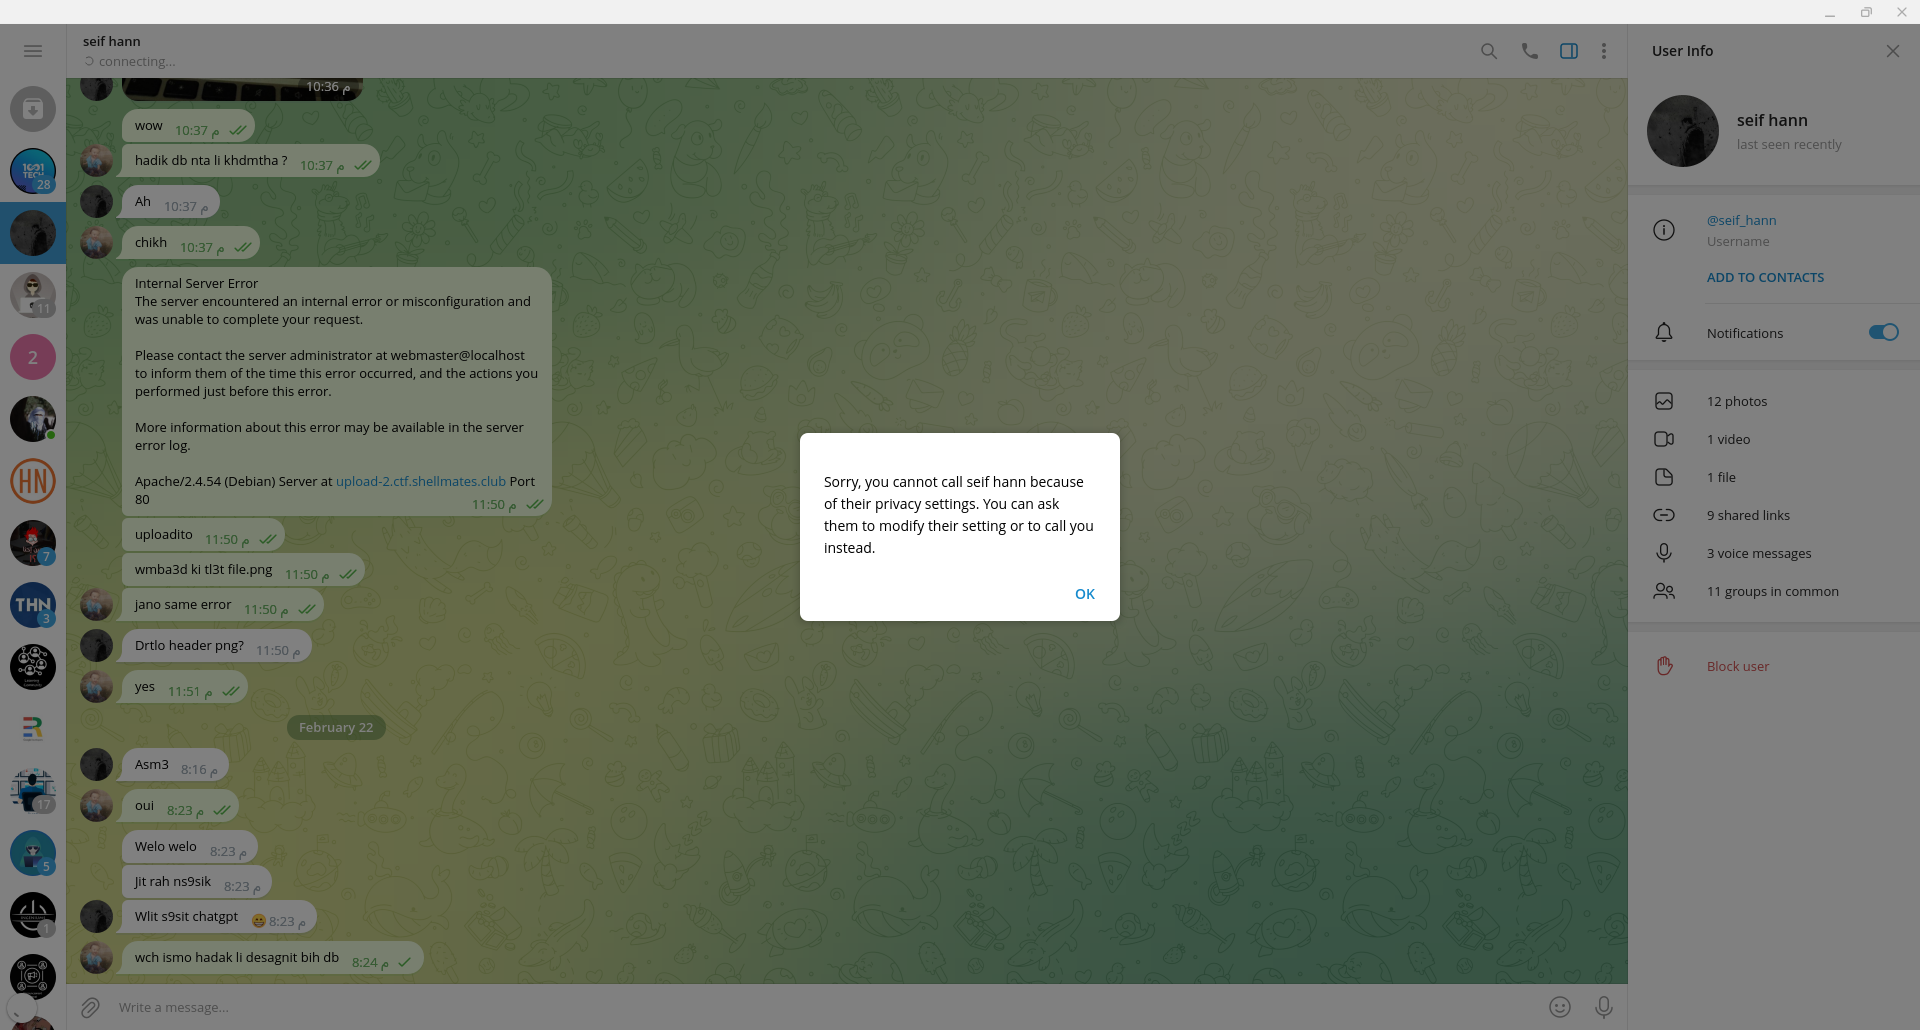 seif hann
connecting...
10:36 م
wow 10:37 م
hadik db nta li khdmtha ? 10:37 م
Ah 10:37 م
chikh 10:37 م
Internal Server Error
The server encountered an internal error or misconfiguration and
was unable to complete your request.
Please contact the server administrator at webmaster@localhost
to inform them of the time this error occurred, and the actions you
performed just before this error.
More information about this error may be available in the server
error log.
Apache/2.4.54 (Debian) Server at upload-2.ctf.shellmates.club Port
80
11:50 م
uploadito 11:50 م
wmba3d ki tl3t file.png 11:50 م
jano same error 11:50 م
Drtlo header png? 11:50 م
yes 11:51 م
February 22
Asm3 8:16 م
oui 8:23 م
Welo welo 8:23 م
Jit rah ns9sik 8:23 م
Wlit s9sit chatgpt 😁 8:23 م
wch ismo hadak li desagnit bih db 8:24 م
Write a message...
Sorry, you cannot call seif hann because
of their privacy settings. You can ask
them to modify their setting or to call you
instead.
OK
User Info
seif hann
last seen recently
@seif_hann
Username
ADD TO CONTACTS
Notifications
12 photos
1 video
1 file
9 shared links
3 voice messages
11 groups in common
Block user
1001
TECH
28
11
2
HN
7
THN
3
17
5
1